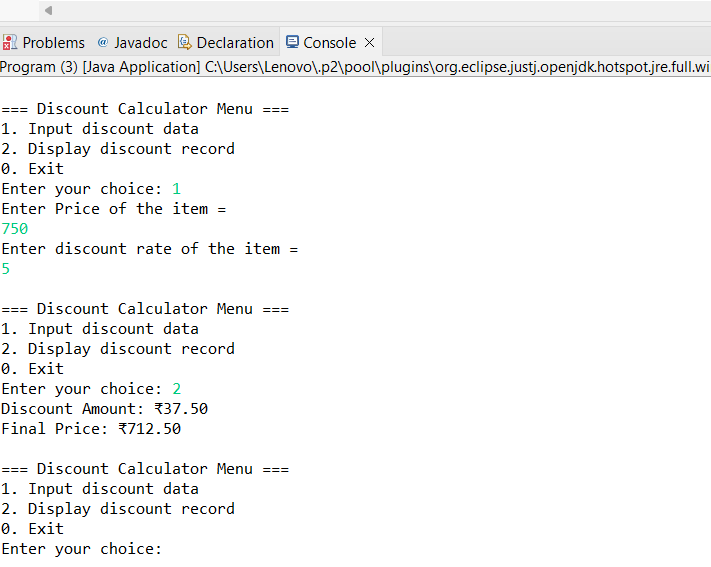 Problems @ Javadoc Declaration Console
Program (3) [Java Application] C:\Users\Lenovo\.p2\pool\plugins\org.eclipse.justj.openjdk.hotspot.jre.full.wi
=== Discount Calculator Menu ===
1. Input discount data
2. Display discount record
0. Exit
Enter your choice: 1
Enter Price of the item =
750
Enter discount rate of the item =
5
=== Discount Calculator Menu ===
1. Input discount data
2. Display discount record
0. Exit
Enter your choice: 2
Discount Amount: ₹37.50
Final Price: ₹712.50
=== Discount Calculator Menu ===
1. Input discount data
2. Display discount record
0. Exit
Enter your choice: